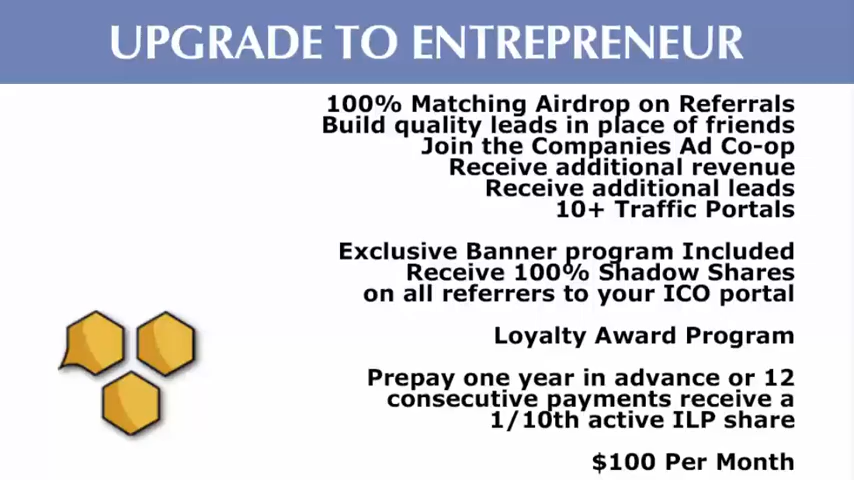 UPGRADE TO ENTREPRENEUR
100% Matching Airdrop on Referrals
Build quality leads in place of friends
Join the Companies Ad Co-op
Receive additional revenue
Receive additional leads
10+ Traffic Portals
Exclusive Banner program Included
Receive 100% Shadow Shares
on all referrers to your ICO portal
Loyalty Award Program
Prepay one year in advance or 12
consecutive payments receive a
1/10th active ILP share
$100 Per Month